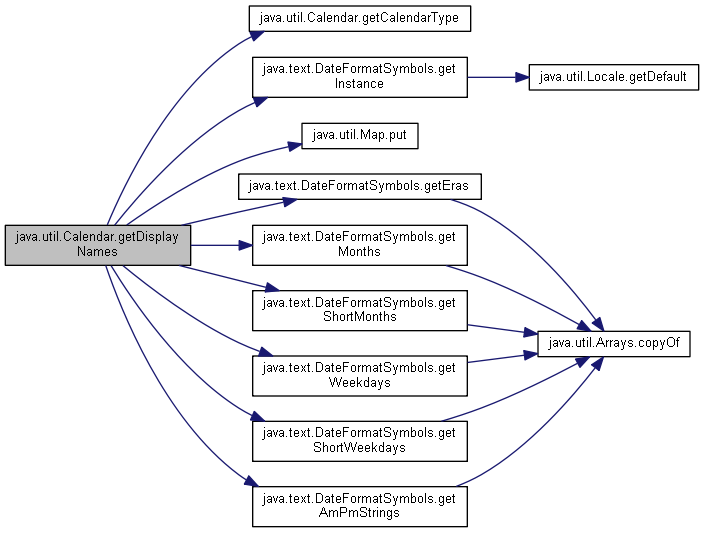 java.util.Calendar.getCalendarType
java.text.DateFormatSymbols.get
Instance
java.util.Locale.getDefault
java.util.Map.put
java.text.DateFormatSymbols.getEras
java.util.Calendar.getDisplay
Names
java.text.DateFormatSymbols.get
Months
java.text.DateFormatSymbols.get
ShortMonths
java.util.Arrays.copyOf
java.text.DateFormatSymbols.get
Weekdays
java.text.DateFormatSymbols.get
ShortWeekdays
java.text.DateFormatSymbols.get
AmPmStrings